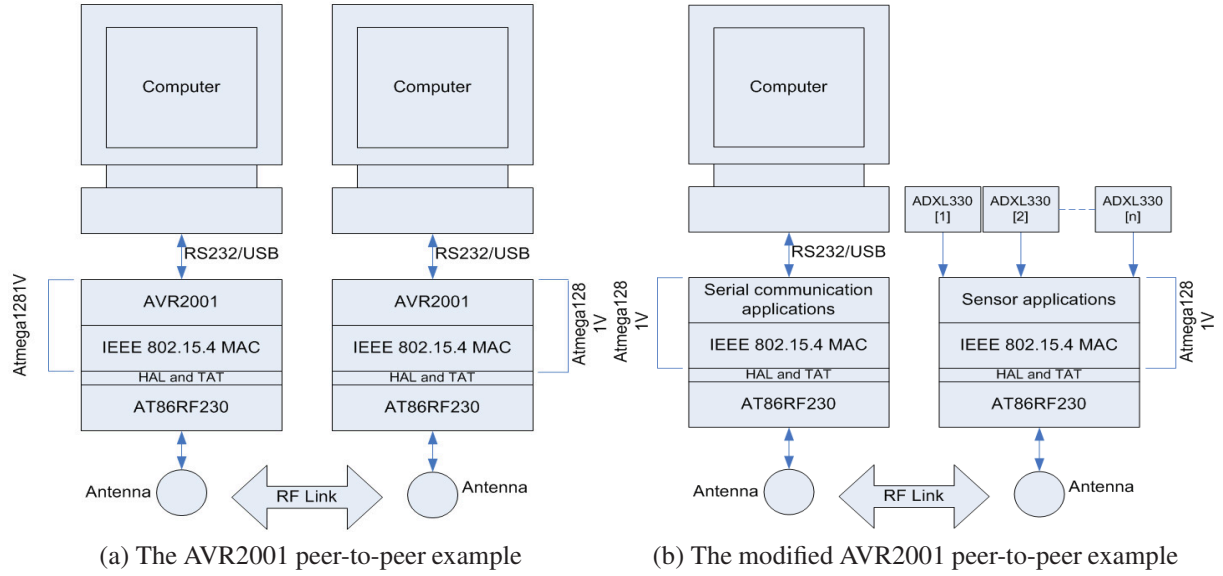 Computer
Computer
RS232/USB
RS232/USB
Atmega1281V
AVR2001
IEEE 802.15.4 MAC
HAL and TAT
AT86RF230
AVR2001
IEEE 802.15.4 MAC
HAL and TAT
AT86RF230
Atmega128
1V
Antenna
RF Link
Antenna
(a) The AVR2001 peer-to-peer example
Computer
ADXL330
[1]
ADXL330
[2]
ADXL330
[n]
RS232/USB
Atmega128
1V
Serial communication
applications
IEEE 802.15.4 MAC
HAL and TAT
AT86RF230
Sensor applications
IEEE 802.15.4 MAC
HAL and TAT
AT86RF230
Atmega128
1V
Antenna
RF Link
Antenna
(b) The modified AVR2001 peer-to-peer example